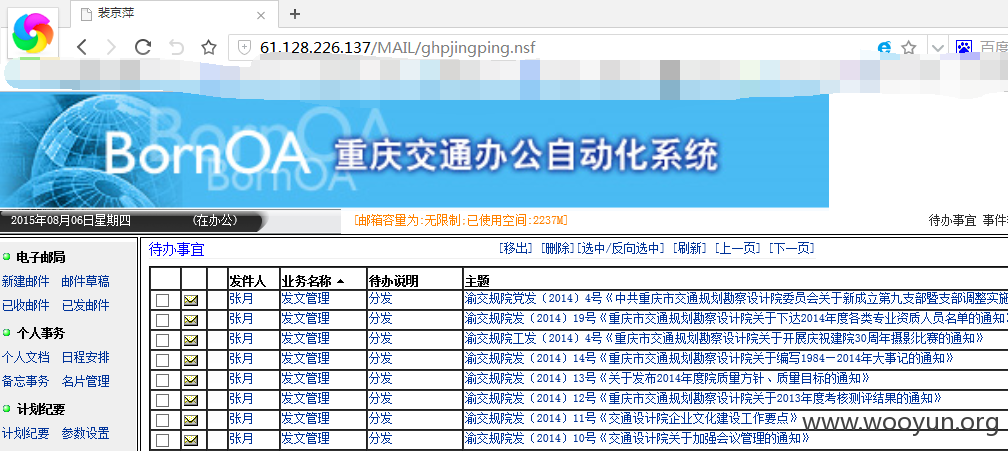 裴京萍
61.128.226.137/MAIL/ghpjingping.nsf
百度
BornOA 重庆交通办公自动化系统
2015年08月06日星期四 (在办公) [邮箱容量为:无限制;已使用空间:2237M] 待办事宜 事件
电子邮局
新建邮件 邮件草稿
已收邮件 已发邮件
个人事务
个人文档 日程安排
备忘事务 名片管理
计划纪要
计划纪要 参数设置
待办事宜 [移出] [删除][选中/反向选中] [刷新] [上一页] [下一页]
发件人 业务名称 待办说明 主题
张月 发文管理 分发 渝交规院党发〔2014〕4号《中共重庆市交通规划勘察设计院委员会关于新成立第九支部暨支部调整实施
张月 发文管理 分发 渝交规院发〔2014〕19号《重庆市交通规划勘察设计院关于下达2014年度各类专业资质人员名单的通知
张月 发文管理 分发 渝交规院工发〔2014〕4号《重庆市交通规划勘察设计院关于开展庆祝建院30周年摄影比赛的通知》
张月 发文管理 分发 渝交规院发〔2014〕14号《重庆市交通规划勘察设计院关于编写1984—2014年大事记的通知》
张月 发文管理 分发 渝交规院发〔2014〕13号《关于发布2014年度院质量方针、质量目标的通知》
张月 发文管理 分发 渝交规院发〔2014〕12号《重庆市交通规划勘察设计院关于2013年度考核测评结果的通知》
张月 发文管理 分发 渝交规院发〔2014〕11号《交通设计院企业文化建设工作要点》
张月 发文管理 分发 渝交规院发〔2014〕10号《交通设计院关于加强会议管理的通知》
www.wooyun.org